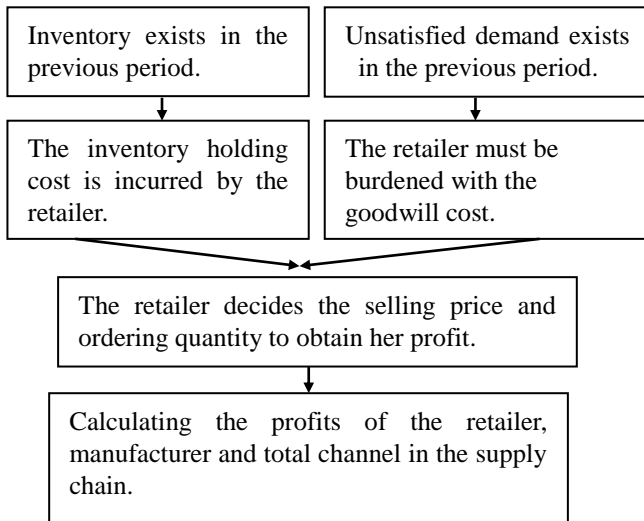 Inventory exists in the
previous period.
Unsatisfied demand exists
in the previous period.
The inventory holding
cost is incurred by the
retailer.
The retailer must be
burdened with the
goodwill cost.
The retailer decides the selling price and
ordering quantity to obtain her profit.
Calculating the profits of the retailer,
manufacturer and total channel in the supply
chain.